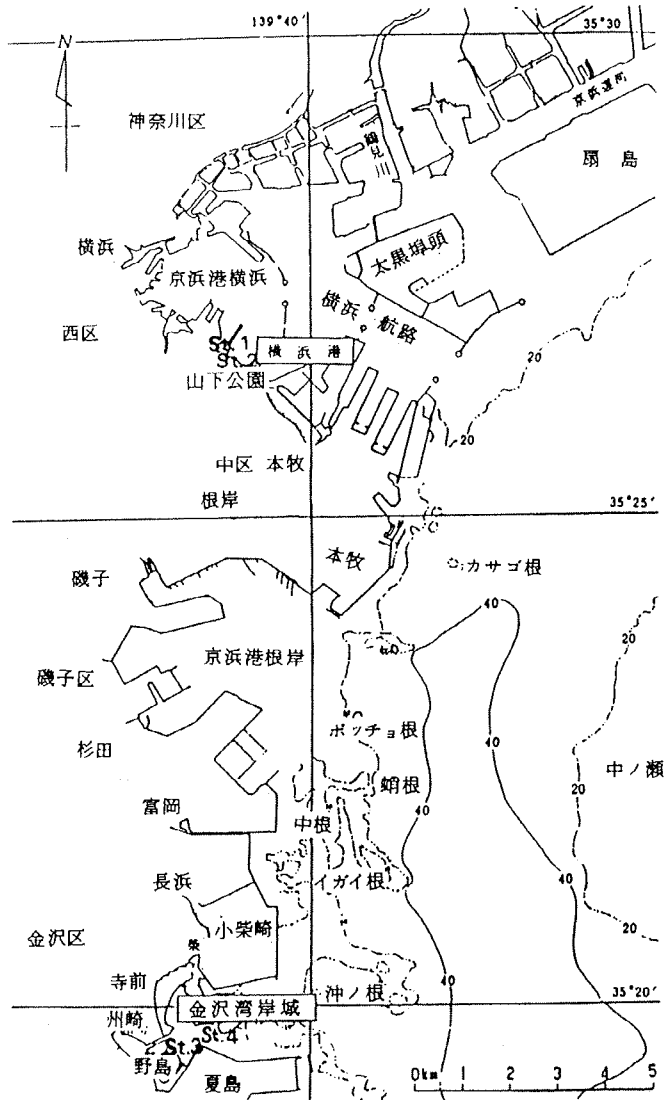 139°40'
35°30
N
神奈川区
京浜運河
扇島
鶴見川
横浜
京浜港横浜
大黒埠頭
横浜航路
西区
St. 1
横浜港
20
山下公園
20
中区 本牧
根岸
35°25
本牧
カサゴ根
磯子
40
20
京浜港根岸
磯子区
ボッチョ根
40
杉田
中ノ瀬
蛸根
20
富岡
中根
40
長浜
イガイ根
40
小柴崎
金沢区
柴
20
寺前
40
沖ノ根
35°20'
金沢湾岸域
州崎
St.4
St.3
野島
夏島
0km 1 2 3 4 5